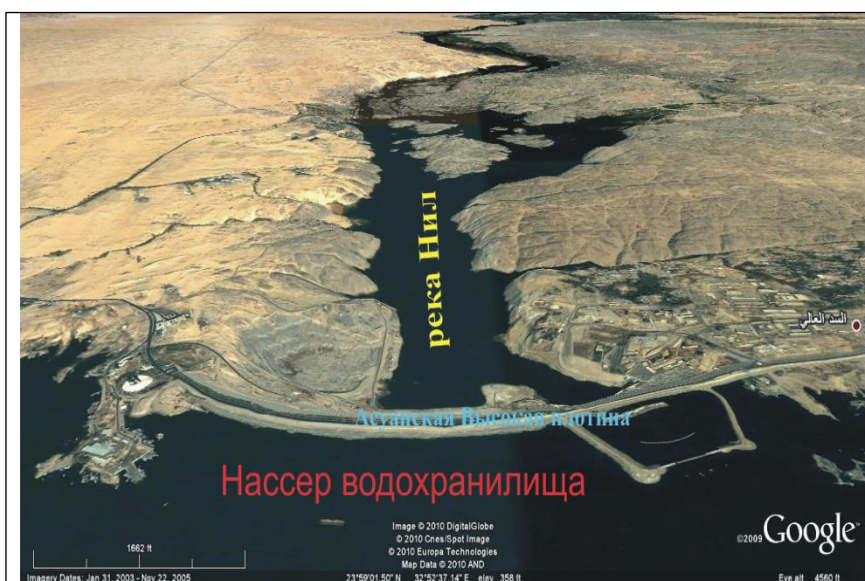 река Нил
السد العالي
Асуанская Высокая плотина
Нассер водохранилища
Image © 2010 DigitalGlobe
© 2010 Cnes/Spot Image
© 2010 Europa Technologies
Map Data © 2010 AND
©2009 Google
1662 ft
Imagery Dates: Jan 31, 2003 - Nov 22, 2005 23°59'01.50" N 32°52'37.14" E elev 358 ft Eye alt 4560 ft